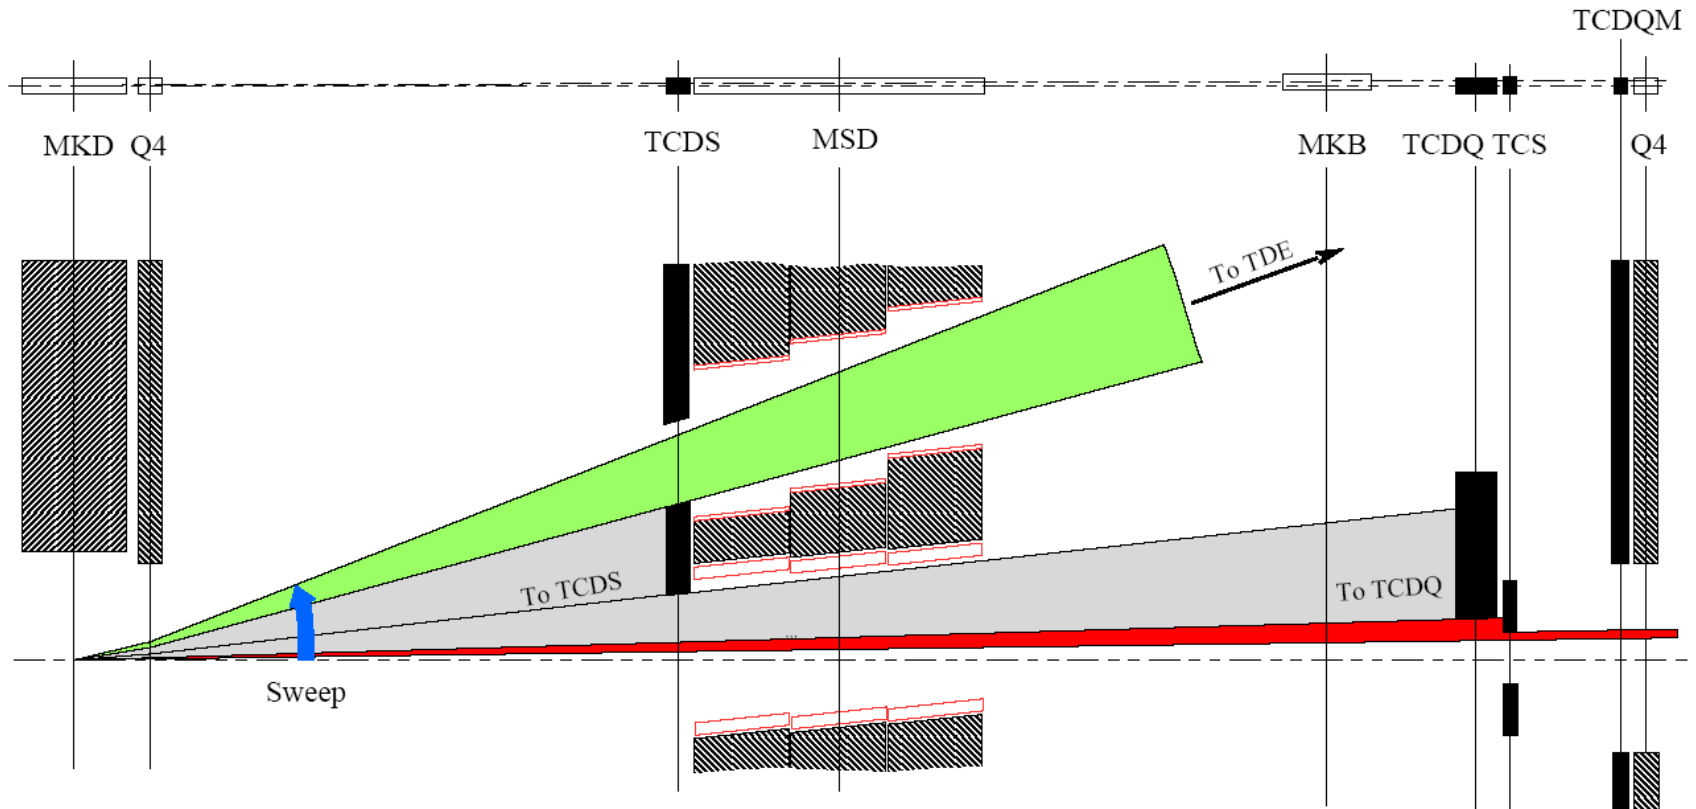 TCDQM
MKD Q4 TCDS MSD MKB TCDQ TCS Q4
To TDE
To TCDS
To TCDQ
...
Sweep